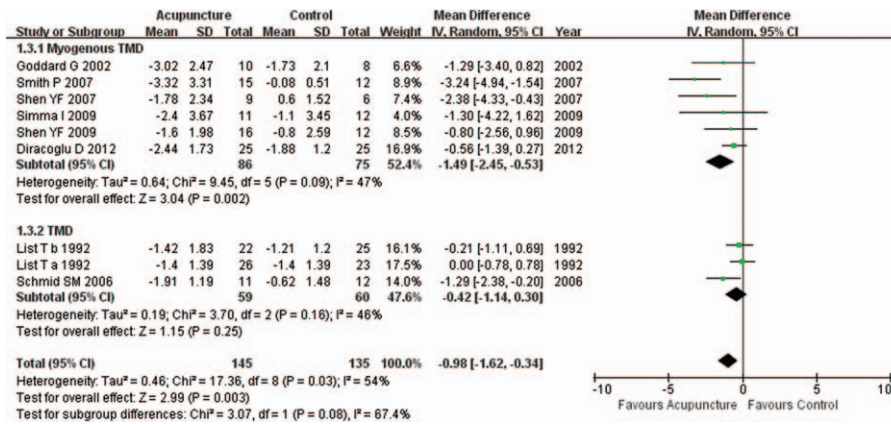 Acupuncture Control Mean Difference Mean Difference
Study or Subgroup Mean SD Total Mean SD Total Weight IV, Random, 95% CI Year IV, Random, 95% CI
1.3.1 Myogenous TMD
Goddard G 2002 -3.02 2.47 10 -1.73 2.1 8 6.6% -1.29 [-3.40, 0.82] 2002
Smith P 2007 -3.32 3.31 15 -0.08 0.51 12 -3.24 [-4.94, -1.54] 2007
Shen YF 2007 -1.78 2.34 9 0.6 1.52 6 7.4% -2.38 [-4.33, -0.43] 2007
Simma I 2009 -2.4 3.67 11 -1.1 3.45 12 -1.30 [-4.22, 1.62] 2009
Shen YF 2009 -1.6 1.98 16 -0.8 2.59 12 -0.80 [-2.56, 0.96] 2009
Diracoglu D 2012 -2.44 1.73 25 -1.88 1.2 25 -0.56 [-1.39, 0.27] 2012
Subtotal (95% CI) 86 75 52.4% -1.49 [-2.45, -0.53]
Heterogeneity: Tau² = 0.64; Chi² = 9.45, df = 5 (P = 0.09); I² = 47%
Test for overall effect: Z = 3.04 (P = 0.002)
1.3.2 TMD
List T b 1992 -1.42 1.83 22 -1.21 1.2 25 16.1% -0.21 [-1.11, 0.69] 1992
List T a 1992 -1.4 1.39 26 -1.4 1.39 23 17.5% 0.00 [-0.78, 0.78] 1992
Schmid SM 2006 -1.91 1.19 11 -0.62 1.48 12 14.0% -1.29 [-2.38, -0.20] 2006
Subtotal (95% CI) 59 60 47.6% -0.42 [-1.14, 0.30]
Heterogeneity: Tau² = 0.19; Chi² = 3.70, df = 2 (P = 0.16); I² = 46%
Test for overall effect: Z = 1.15 (P = 0.25)
Total (95% CI) 145 135 100.0% -0.98 [-1.62, -0.34]
Heterogeneity: Tau² = 0.46; Chi² = 17.36, df = 8 (P = 0.03); I² = 54%
Test for overall effect: Z = 2.99 (P = 0.003)
Test for subgroup differences: Chi² = 3.07, df = 1 (P = 0.08), I² = 67.4%
-10 -5 0 5 10
Favours Acupuncture Favours Control